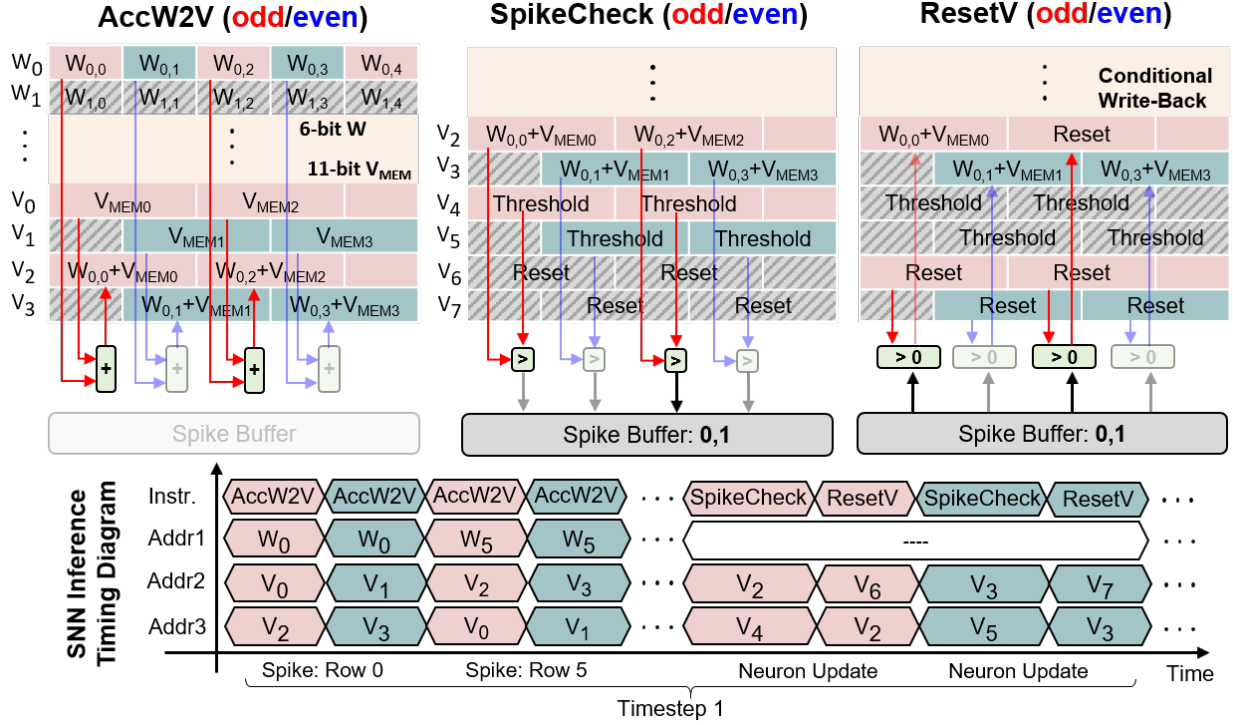 AccW2V (odd/even)
SpikeCheck (odd/even)
ResetV (odd/even)
W0 W0,0 W0,1 W0,2 W0,3 W0,4
W1 W1,0 W1,1 W1,2 W1,3 W1,4
⋮ ⋮ 6-bit W
11-bit VMEM
V0 VMEM0 VMEM2
V1 VMEM1 VMEM3
V2 W0,0+VMEM0 W0,2+VMEM2
V3 W0,1+VMEM1 W0,3+VMEM3
+ + + +
Spike Buffer
⋮
V2 W0,0+VMEM0 W0,2+VMEM2
V3 W0,1+VMEM1 W0,3+VMEM3
V4 Threshold Threshold
V5 Threshold Threshold
V6 Reset Reset
V7 Reset Reset
> > > >
Spike Buffer: 0,1
⋮ Conditional
Write-Back
W0,0+VMEM0 Reset
W0,1+VMEM1 W0,3+VMEM3
Threshold Threshold
Threshold Threshold
Reset Reset
Reset Reset
> 0 > 0 > 0 > 0
Spike Buffer: 0,1
SNN Inference
Timing Diagram
Instr. AccW2V AccW2V AccW2V AccW2V ··· SpikeCheck ResetV SpikeCheck ResetV ···
Addr1 W0 W0 W5 W5 ··· ---- ···
Addr2 V0 V1 V2 V3 ··· V2 V6 V3 V7 ···
Addr3 V2 V3 V0 V1 ··· V4 V2 V5 V3 ···
Spike: Row 0 Spike: Row 5 Neuron Update Neuron Update Time
Timestep 1